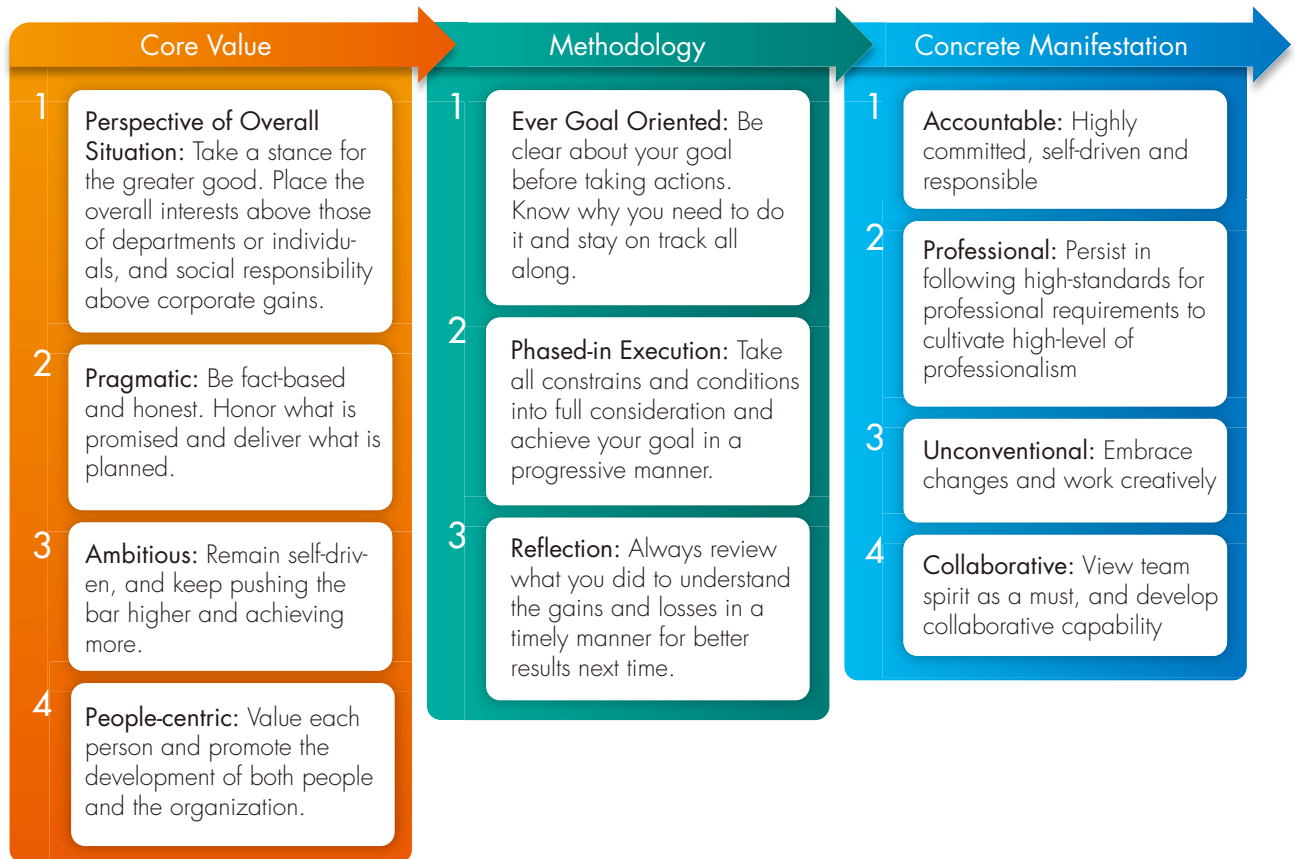 Core Value
1
Perspective of Overall
Situation: Take a stance for
the greater good. Place the
overall interests above those
of departments or individu-
als, and social responsibility
above corporate gains.
2
Pragmatic: Be fact-based
and honest. Honor what is
promised and deliver what is
planned.
3
Ambitious: Remain self-driv-
en, and keep pushing the
bar higher and achieving
more.
4
People-centric: Value each
person and promote the
development of both people
and the organization.
Methodology
1
Ever Goal Oriented: Be
clear about your goal
before taking actions.
Know why you need to do
it and stay on track all
along.
2
Phased-in Execution: Take
all constrains and conditions
into full consideration and
achieve your goal in a
progressive manner.
3
Reflection: Always review
what you did to understand
the gains and losses in a
timely manner for better
results next time.
Concrete Manifestation
1
Accountable: Highly
committed, self-driven and
responsible
2
Professional: Persist in
following high-standards for
professional requirements to
cultivate high-level of
professionalism
3
Unconventional: Embrace
changes and work creatively
4
Collaborative: View team
spirit as a must, and develop
collaborative capability